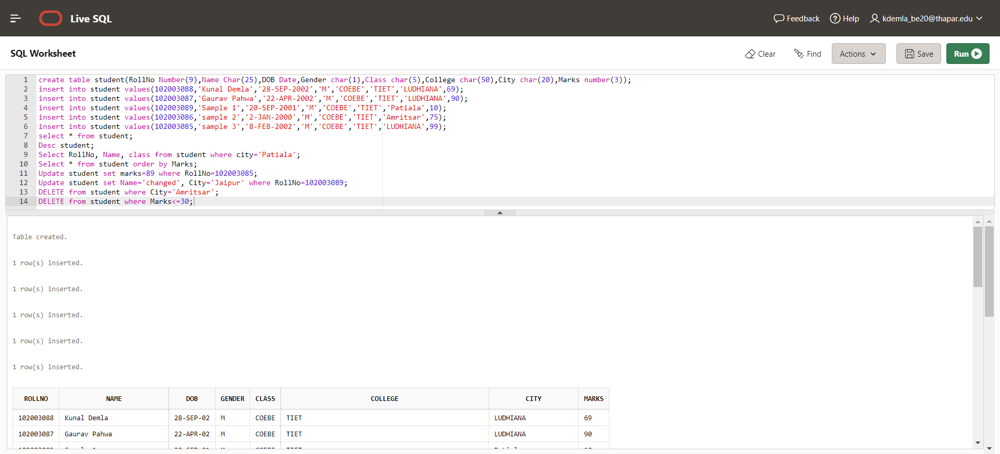 Live SQL
Feedback
Help
kdemla_be20@thapar.edu
SQL Worksheet
Clear
Find
Actions
Save
Run
1 create table student(RollNo Number(9),Name Char(25),DOB Date,Gender char(1),Class char(5),College char(50),City char(20),Marks number(3));
2 insert into student values(102003088,'Kunal Demla','28-SEP-2002','M','COEBE','TIET','LUDHIANA',69);
3 insert into student values(102003087,'Gaurav Pahwa','22-APR-2002','M','COEBE','TIET','LUDHIANA',90);
4 insert into student values(102003089,'Sample 1','20-SEP-2001','M','COEBE','TIET','Patiala',10);
5 insert into student values(102003086,'sample 2','2-JAN-2000','M','COEBE','TIET','Amritsar',75);
6 insert into student values(102003085,'sample 3','8-FEB-2002','M','COEBE','TIET','LUDHIANA',99);
7 select * from student;
8 Desc student;
9 Select RollNo, Name, class from student where city='Patiala';
10 Select * from student order by Marks;
11 Update student set marks=89 where RollNo=102003085;
12 Update student set Name='changed', City='Jaipur' where RollNo=102003089;
13 DELETE from student where City='Amritsar';
14 DELETE from student where Marks<=30;
Table created.
1 row(s) inserted.
1 row(s) inserted.
1 row(s) inserted.
1 row(s) inserted.
1 row(s) inserted.
ROLLNO NAME DOB GENDER CLASS COLLEGE CITY MARKS
102003088 Kunal Demla 28-SEP-02 M COEBE TIET LUDHIANA 69
102003087 Gaurav Pahwa 22-APR-02 M COEBE TIET LUDHIANA 90